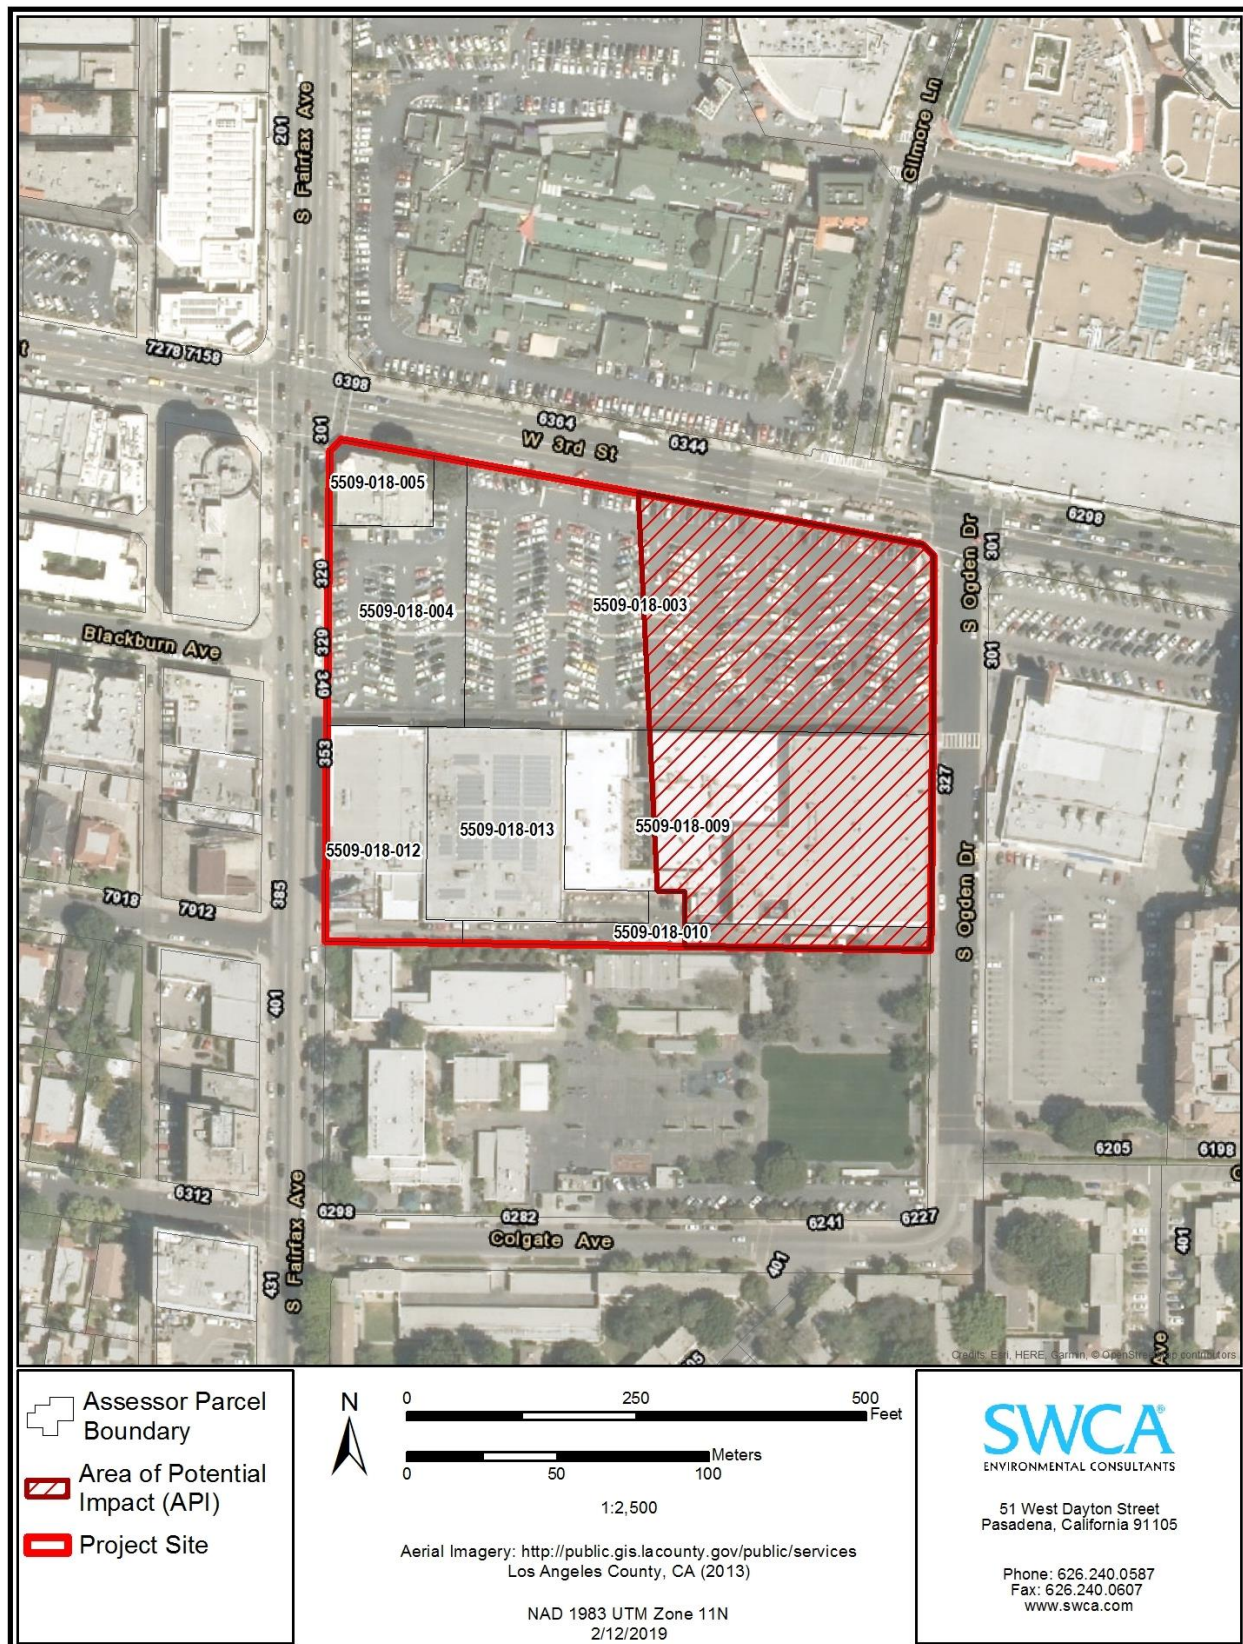 201
S Fairfax Ave
Gilmore Ln
7278 7158
6398
6364
W 3rd St
6344
301
5509-018-005
6298
S Ogden Dr
301
329
5509-018-004
5509-018-003
Blackburn Ave
329
349
301
353
327
5509-018-009
5509-018-013
5509-018-012
S Ogden Dr
7018
7012
385
5509-018-010
401
6205
6198
6312
S Fairfax Ave
6298
6282
6241
6227
Colgate Ave
401
401
431
Ave
Credits: Esri, HERE, Garmin, © OpenStreetMap contributors
Assessor Parcel
Boundary
Area of Potential
Impact (API)
Project Site
N
0 250 500
Feet
Meters
0 50 100
1:2,500
Aerial Imagery: http://public.gis.lacounty.gov/public/services
Los Angeles County, CA (2013)
NAD 1983 UTM Zone 11N
2/12/2019
SWCA®
ENVIRONMENTAL CONSULTANTS
51 West Dayton Street
Pasadena, California 91105
Phone: 626.240.0587
Fax: 626.240.0607
www.swca.com